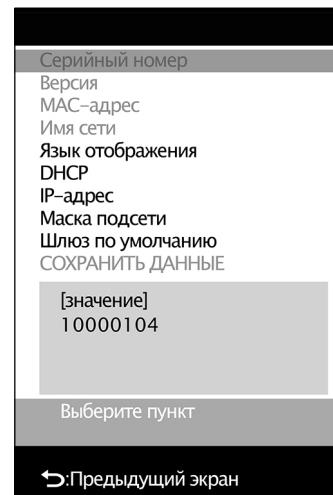 Серийный номер
Версия
MAC-адрес
Имя сети
Язык отображения
DHCP
IP-адрес
Маска подсети
Шлюз по умолчанию
СОХРАНИТЬ ДАННЫЕ
[значение]
10000104
Выберите пункт
:Предыдущий экран